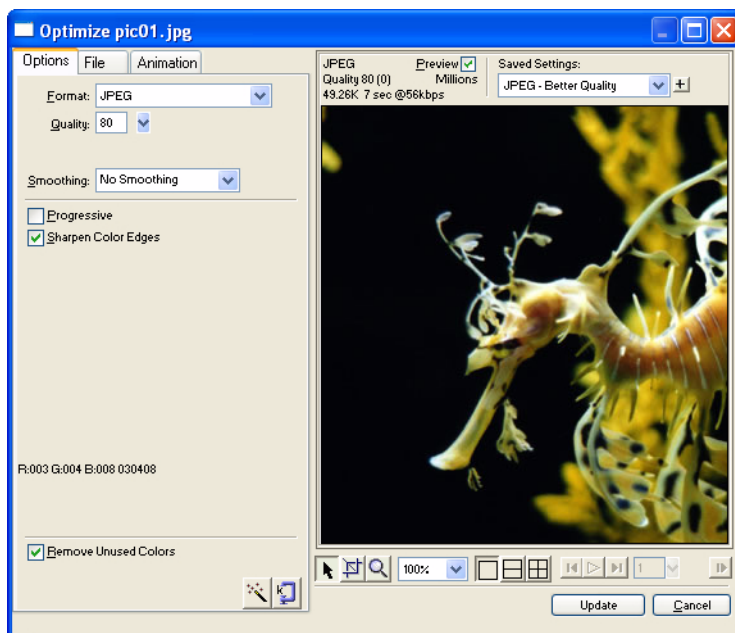 Optimize pic01.jpg
Options File Animation
Format: JPEG
Quality: 80
Smoothing: No Smoothing
Progressive
Sharpen Color Edges
R:003 G:004 B:008 030408
Remove Unused Colors
JPEG Preview
Quality 80 (0) Millions
49.26K 7 sec @56kbps
Saved Settings:
JPEG - Better Quality
100%
1
Update Cancel